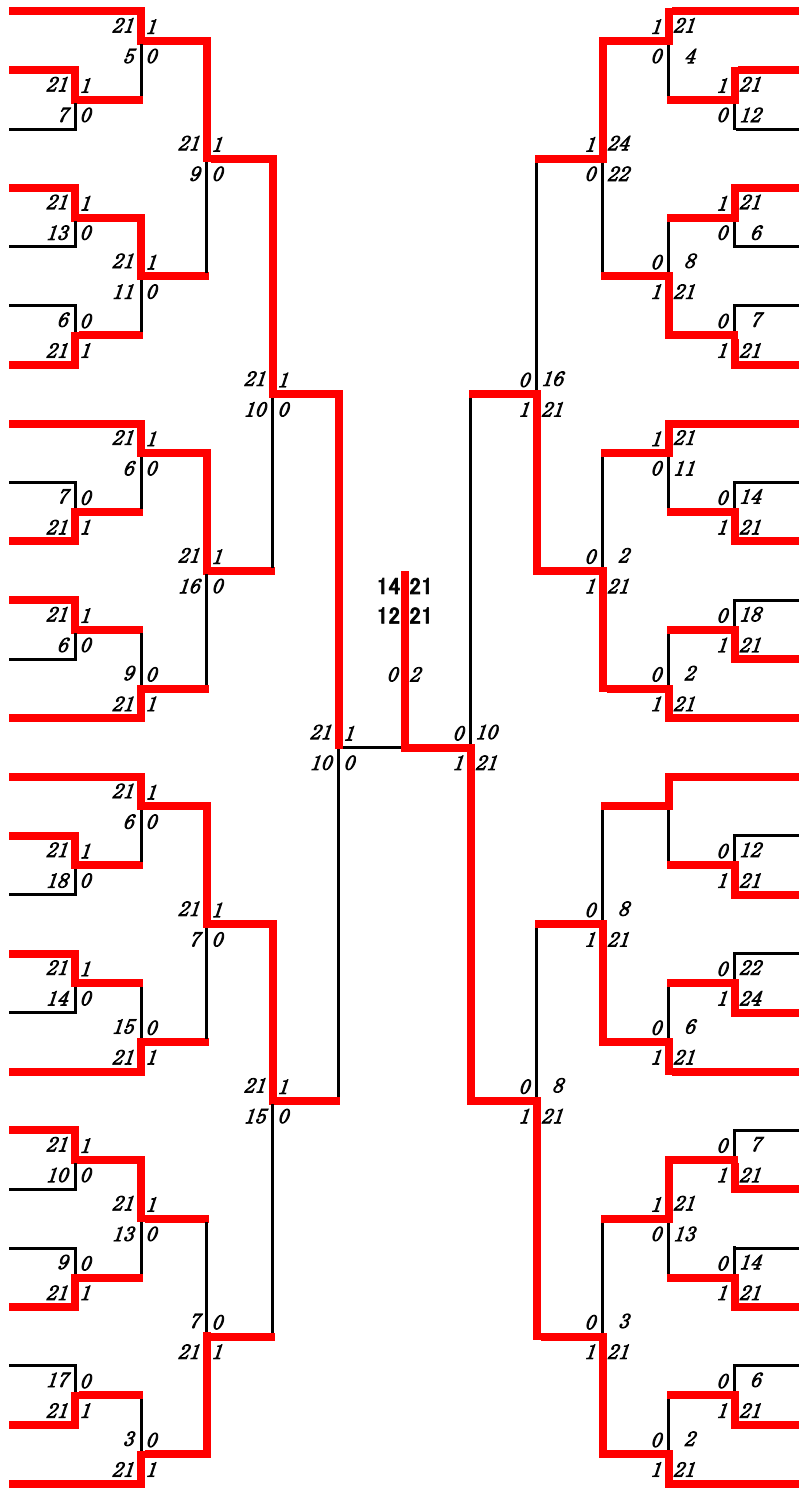 21 1 1 21
5 0 0 4
21 1 1 21
7 0 0 12
21 1 1 24
9 0 0 22
21 1 1 21
13 0 0 6
21 1 0 8
11 0 1 21
6 0 0 7
21 1 1 21
21 1 0 16
10 0 1 21
21 1 1 21
6 0 0 11
7 0 0 14
21 1 1 21
21 1 0 2
16 0 1 21
14 21
21 1 0 18
12 21
6 0 1 21
9 0 0 2 0 2
21 1 1 21
21 1 0 10
10 0 1 21
21 1
6 0
21 1 0 12
18 0 1 21
21 1 0 8
7 0 1 21
21 1 0 22
14 0 1 24
15 0 0 6
21 1 1 21
21 1 0 8
15 0 1 21
21 1 0 7
10 0 1 21
21 1 1 21
13 0 0 13
9 0 0 14
21 1 1 21
7 0 0 3
21 1 1 21
17 0 0 6
21 1 1 21
3 0 0 2
21 1 1 21